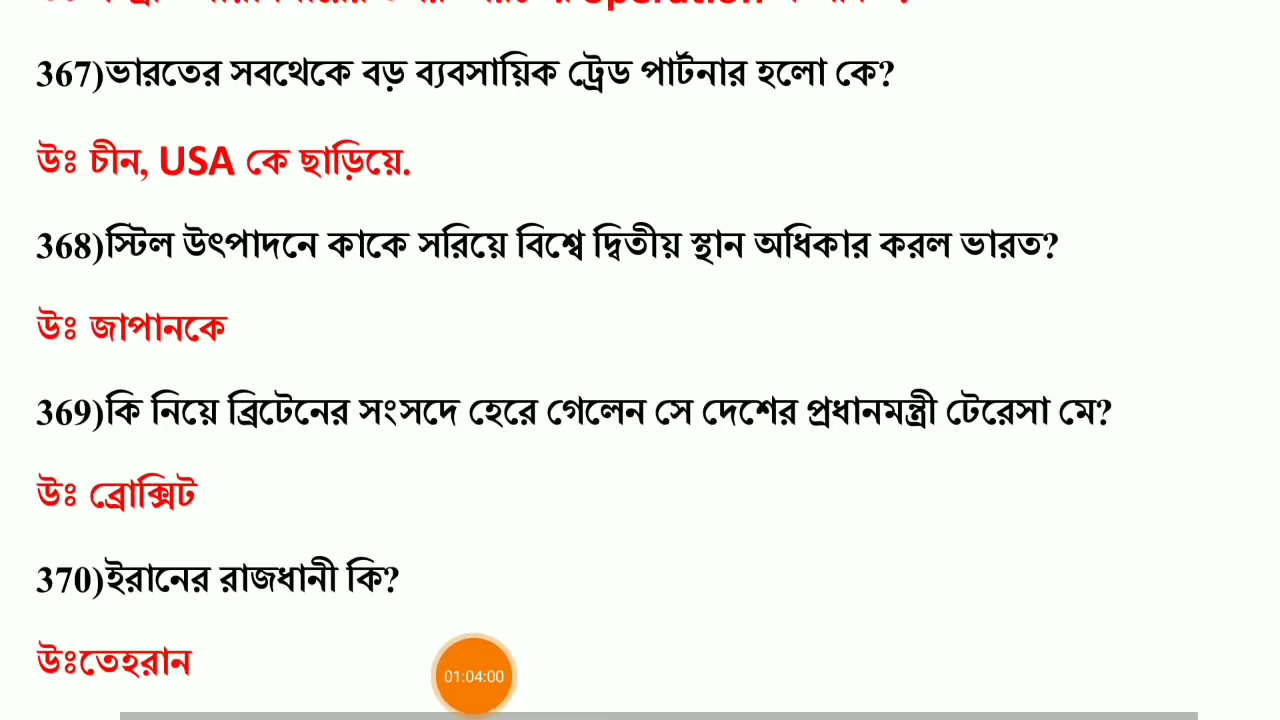 367)ভারতের সবথেকে বড় ব্যবসায়িক ট্রেড পার্টনার হলো কে?
উঃ চীন, USA কে ছাড়িয়ে.
368)স্টিল উৎপাদনে কাকে সরিয়ে বিশ্বে দ্বিতীয় স্থান অধিকার করল ভারত?
উঃ জাপানকে
369)কি নিয়ে ব্রিটেনের সংসদে হেরে গেলেন সে দেশের প্রধানমন্ত্রী টেরেসা মে?
উঃ ব্রোক্সিট
370)ইরানের রাজধানী কি?
উঃতেহরান
01:04:00